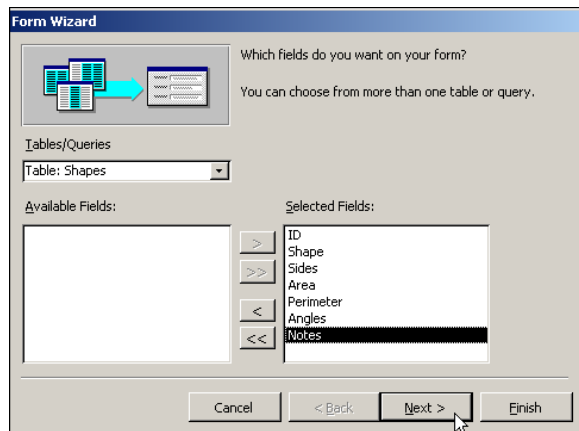 Form Wizard
Which fields do you want on your form?
You can choose from more than one table or query.
Tables/Queries
Table: Shapes
Available Fields:
Selected Fields:
>
>>
<
<<
ID
Shape
Sides
Area
Perimeter
Angles
Notes
Cancel
< Back
Next >
Finish